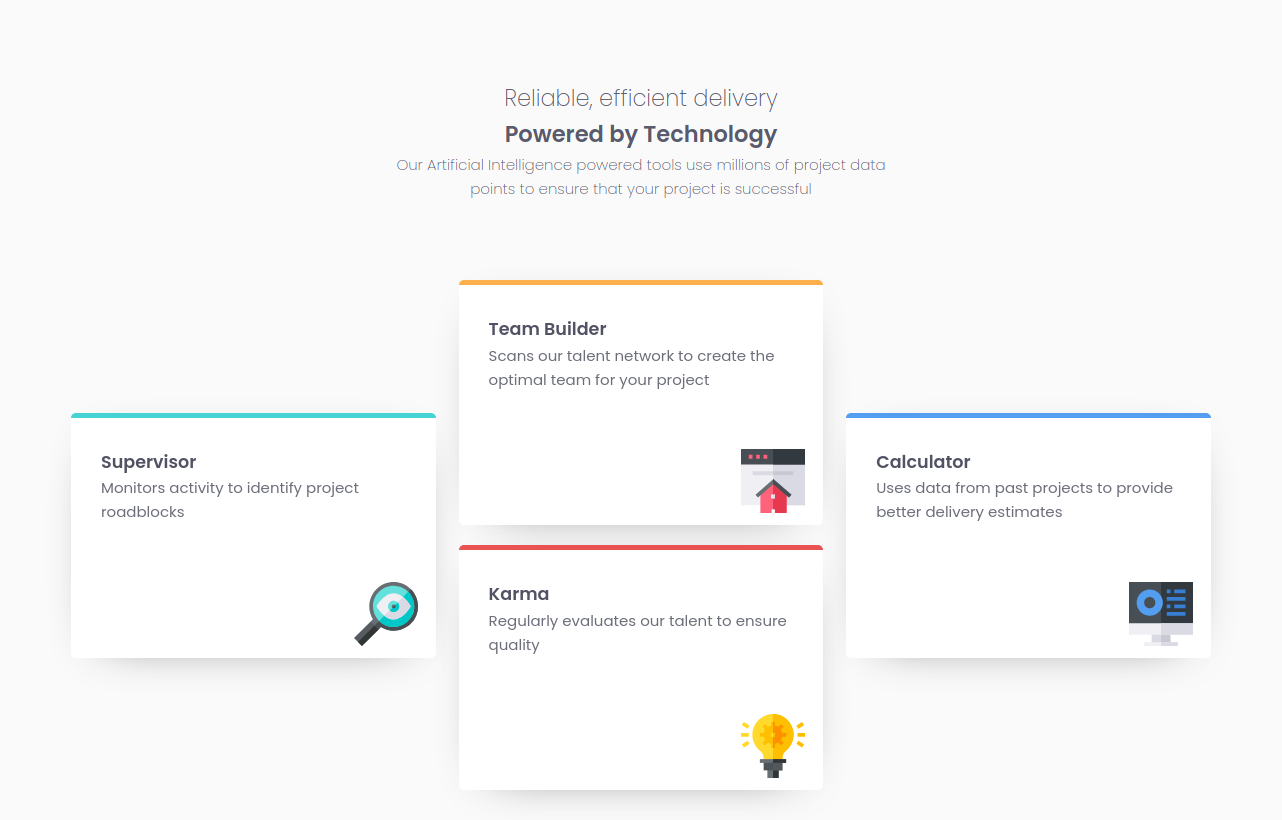 Reliable, efficient delivery
Powered by Technology
Our Artificial Intelligence powered tools use millions of project data
points to ensure that your project is successful
Supervisor
Monitors activity to identify project
roadblocks
Team Builder
Scans our talent network to create the
optimal team for your project
Karma
Regularly evaluates our talent to ensure
quality
Calculator
Uses data from past projects to provide
better delivery estimates